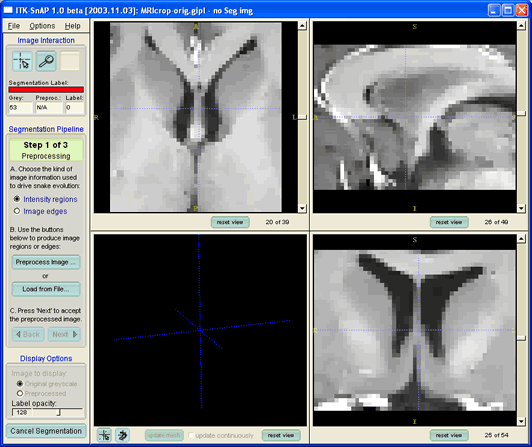 ITK-SnAP 1.0 beta [2003.11.03]: MRIcrop-orig.gipl - no Seg img
File Options Help
Image Interaction
Segmentation Label:
Grey: Preproc.: Label:
53 N/A 0
Segmentation Pipeline
Step 1 of 3
Preprocessing
A. Choose the kind of
image information used
to drive snake evolution:
Intensity regions
Image edges
B. Use the buttons
below to produce image
regions or edges:
Preprocess Image ...
or
Load from File...
C. Press 'Next' to accept
the preprocessed image.
Back Next
Display Options
Image to display:
Original greyscale
Preprocessed
Label opacity:
128
Cancel Segmentation
R L
reset view 20 of 39
S
I
reset view 26 of 49
update mesh update continuously reset view
S
I
reset view 25 of 54